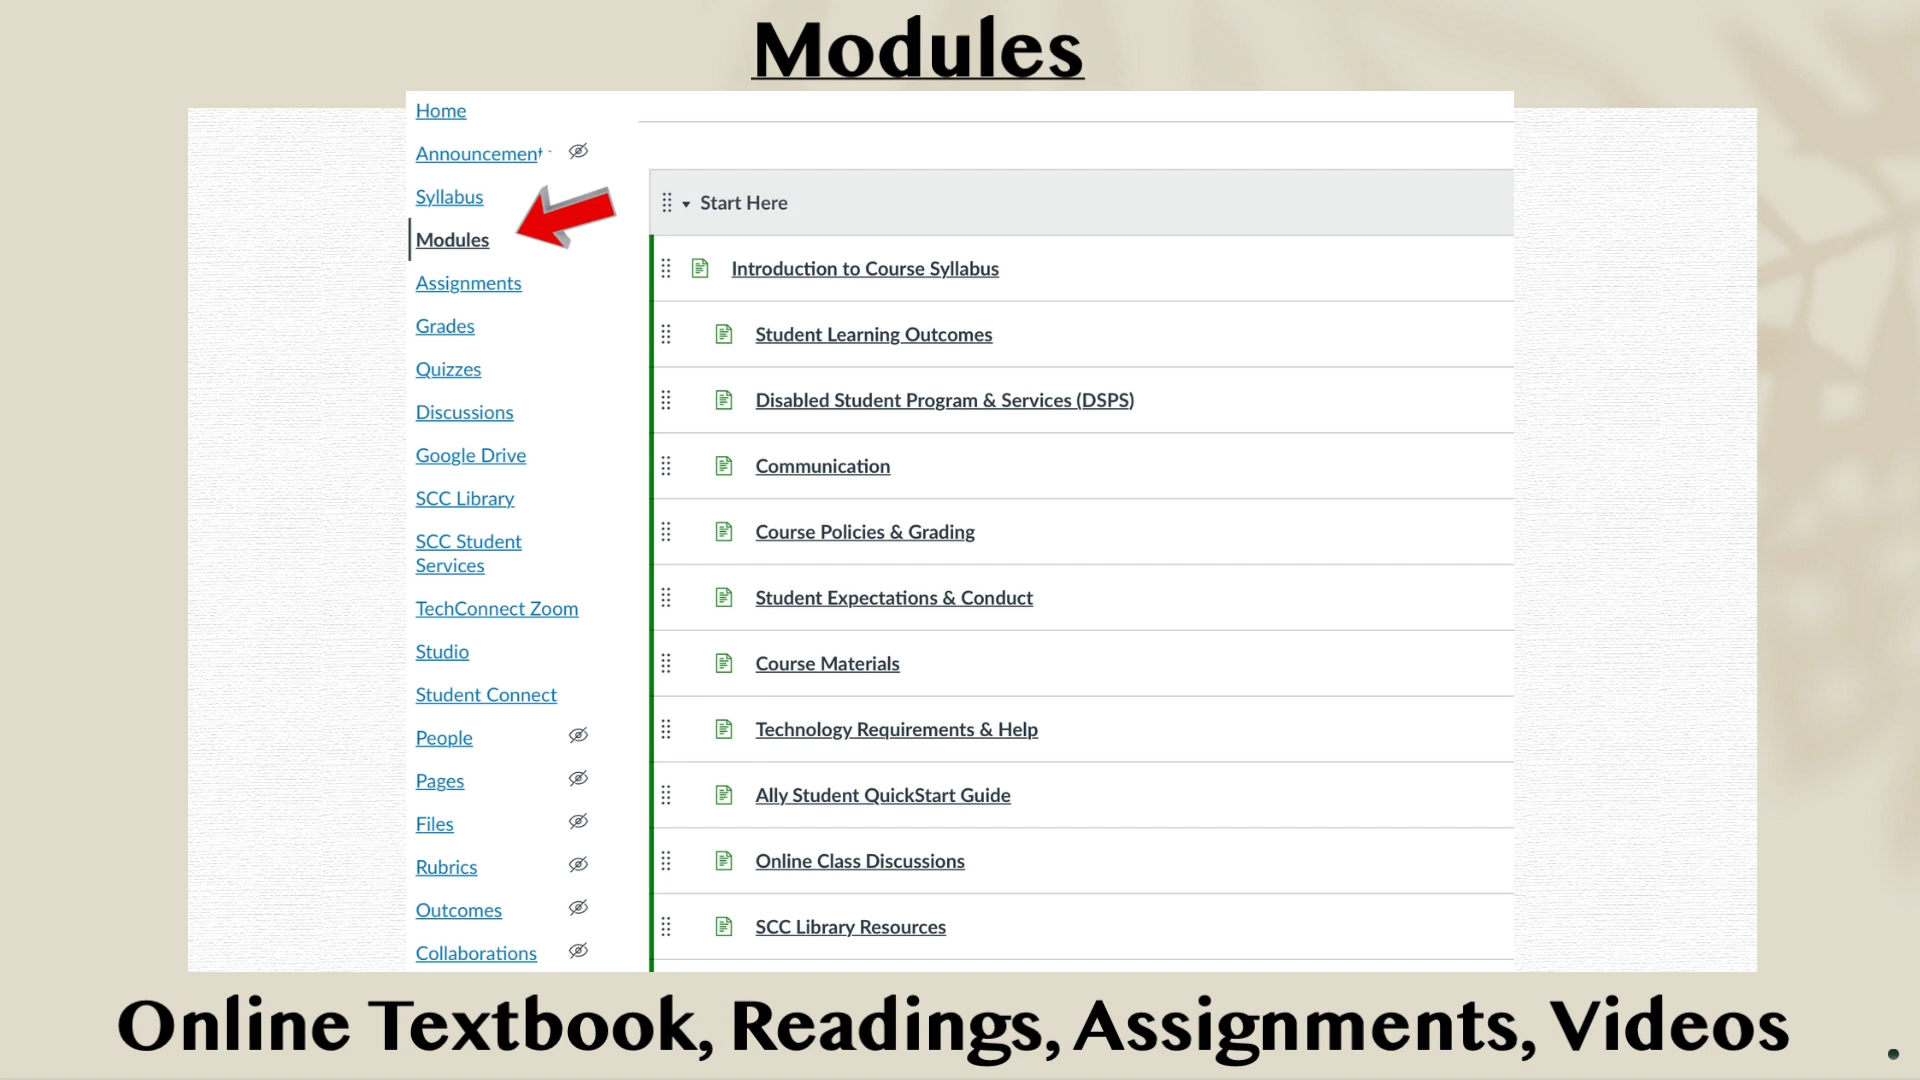 Modules
Home
Announcement
Syllabus
Modules
Assignments
Grades
Quizzes
Discussions
Google Drive
SCC Library
SCC Student
Services
TechConnect Zoom
Studio
Student Connect
People
Pages
Files
Rubrics
Outcomes
Collaborations
Start Here
Introduction to Course Syllabus
Student Learning Outcomes
Disabled Student Program & Services (DSPS)
Communication
Course Policies & Grading
Student Expectations & Conduct
Course Materials
Technology Requirements & Help
Ally Student QuickStart Guide
Online Class Discussions
SCC Library Resources
Online Textbook, Readings, Assignments, Videos